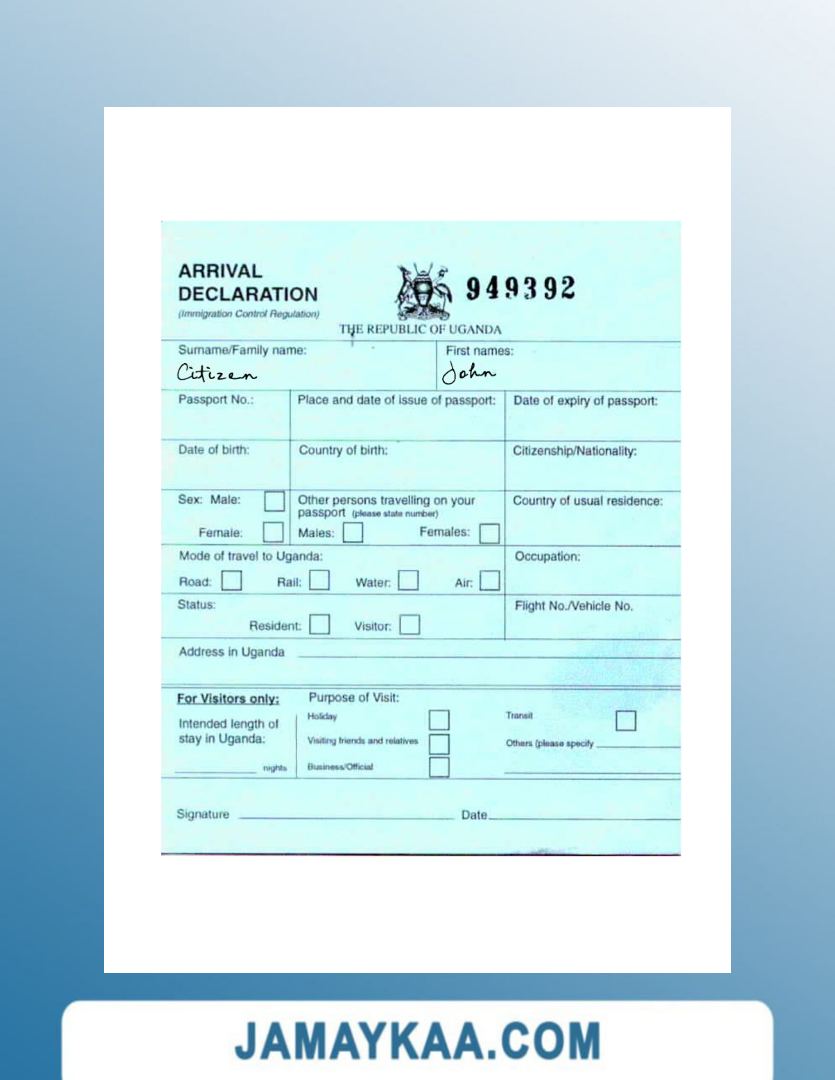 ARRIVAL
DECLARATION
(Immigration Control Regulation)
949392
THE REPUBLIC OF UGANDA
Surname/Family name: First names:
Citizen John
Passport No.: Place and date of issue of passport: Date of expiry of passport:
Date of birth: Country of birth: Citizenship/Nationality:
Sex: Male: Other persons travelling on your Country of usual residence:
passport (please state number)
Female: Males: Females:
Mode of travel to Uganda: Occupation:
Road: Rail: Water: Air:
Status: Flight No./Vehicle No.
Resident: Visitor:
Address in Uganda
For Visitors only: Purpose of Visit:
Holiday Transit
Intended length of
stay in Uganda: Visiting friends and relatives Others (please specify
nights Business/Official
Signature Date
JAMAYKAA.COM